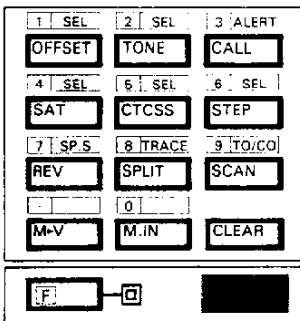 1 SEL 2 SEL 3 ALERT
OFFSET TONE CALL
4 SEL 5 SEL 6 SEL
SAT CTCSS STEP
7 SP.S 8 TRACE 9 TO/CO
REV SPLIT SCAN
· 0
M▸V M.IN CLEAR
F